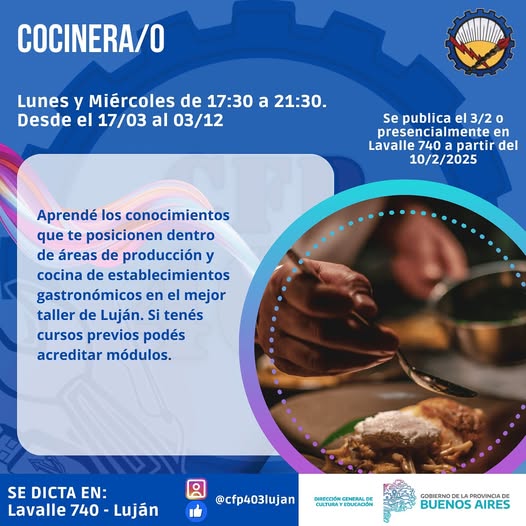 COCINERA/O
Lunes y Miércoles de 17:30 a 21:30.
Desde el 17/03 al 03/12
Se publica el 3/2 o
presencialmente en
Lavalle 740 a partir del
10/2/2025
Aprendé los conocimientos
que te posicionen dentro
de áreas de producción y
cocina de establecimientos
gastronómicos en el mejor
taller de Luján. Si tenés
cursos previos podés
acreditar módulos.
SE DICTA EN:
Lavalle 740 - Luján
@cfp403lujan
DIRECCIÓN GENERAL DE
CULTURA Y EDUCACIÓN
GOBIERNO DE LA PROVINCIA DE
BUENOS AIRES